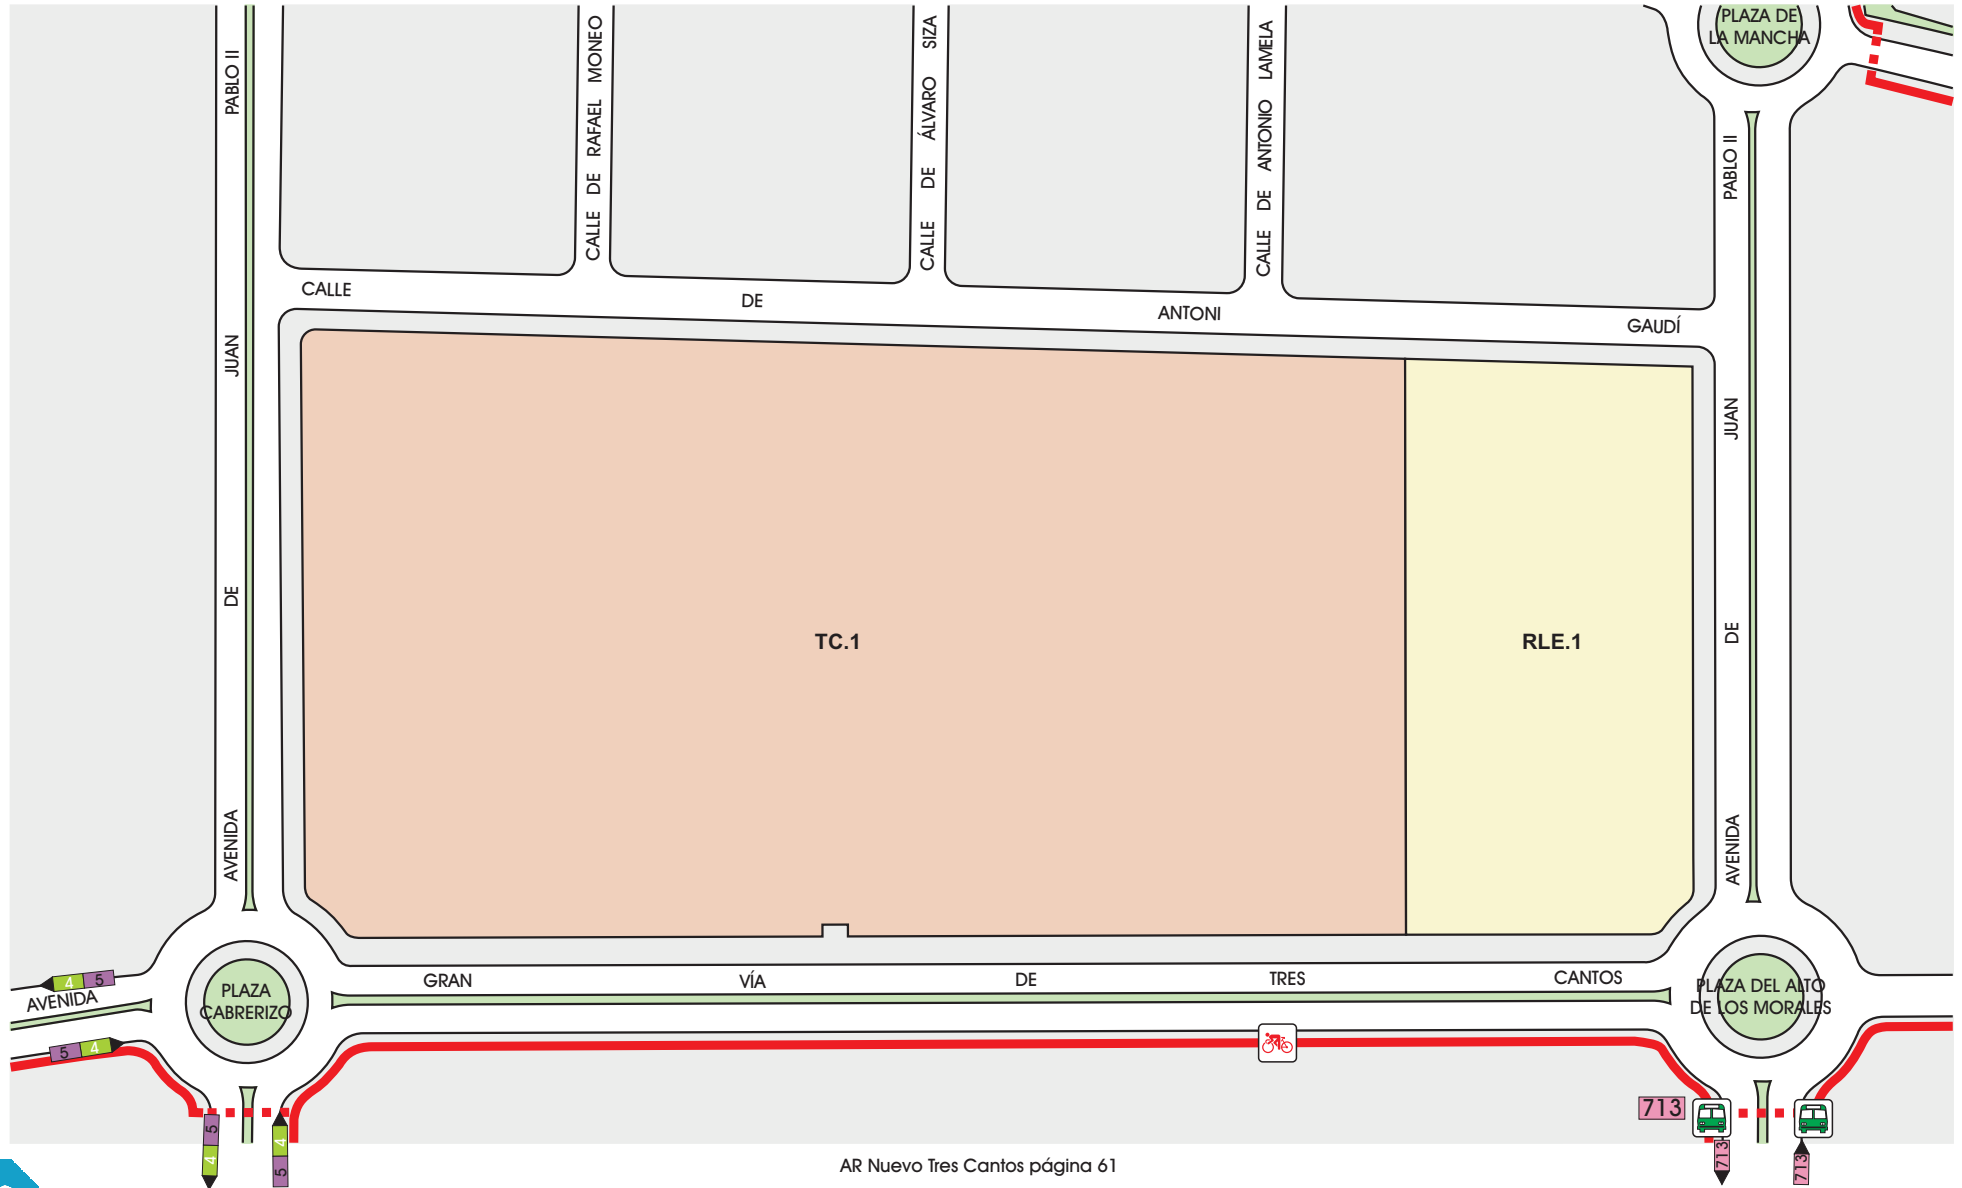 PLAZA DE
LA MANCHA
PABLO II
CALLE DE RAFAEL MONEO
CALLE DE ÁLVARO SIZA
CALLE DE ANTONIO LAMELA
PABLO II
CALLE DE ANTONI GAUDÍ
JUAN
JUAN
DE
DE
TC.1
RLE.1
AVENIDA
AVENIDA
4 5
AVENIDA
PLAZA
CABRERIZO
GRAN VÍA DE TRES CANTOS
PLAZA DEL ALTO
DE LOS MORALES
5 4
713
5
4
4
5
713
713
AR Nuevo Tres Cantos página 61